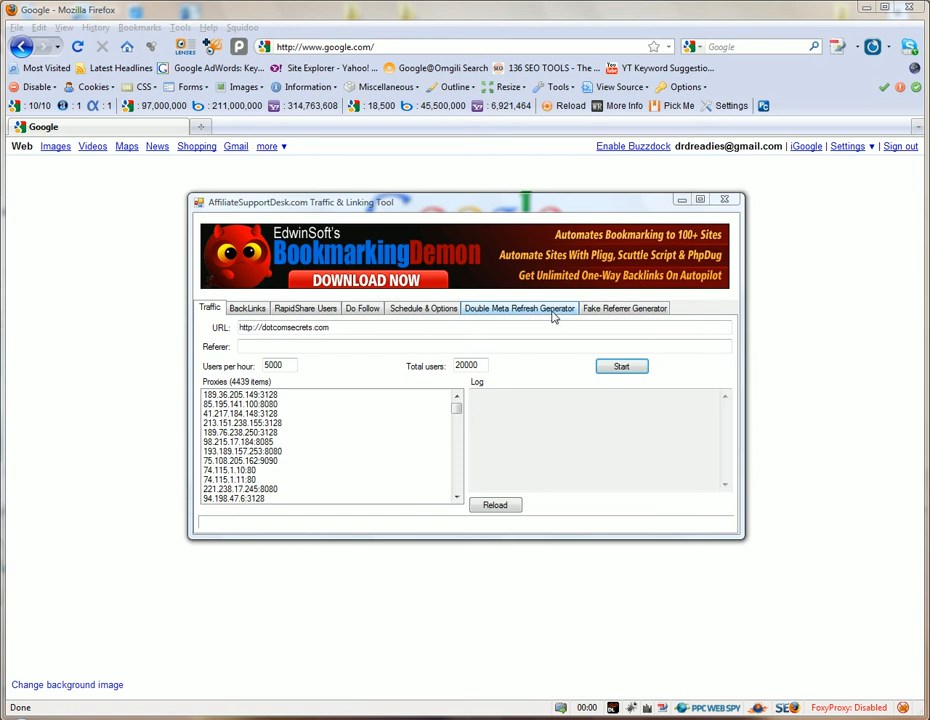 Google - Mozilla Firefox
File Edit View History Bookmarks Tools Help Squidoo
LENSES P http://www.google.com/ Google
Most Visited Latest Headlines Google AdWords: Key... Site Explorer - Yahoo! ... Google@Omgili Search 136 SEO TOOLS - The ... YT Keyword Suggestio...
Disable Cookies CSS Forms Images Information Miscellaneous Outline Resize Tools View Source Options
: 10/10 : 1 : 1 : 97,000,000 : 211,000,000 : 314,763,608 : 18,500 : 45,500,000 : 6,921,464 Reload More Info Pick Me Settings
Google
Web Images Videos Maps News Shopping Gmail more Enable Buzzdock drdreadies@gmail.com | iGoogle | Settings | Sign out
AffiliateSupportDesk.com Traffic & Linking Tool
EdwinSoft's
BookmarkingDemon
DOWNLOAD NOW
Automates Bookmarking to 100+ Sites
Automate Sites With Pligg, Scuttle Script & PhpDug
Get Unlimited One-Way Backlinks On Autopilot
Traffic BackLinks RapidShare Users Do Follow Schedule & Options Double Meta Refresh Generator Fake Referrer Generator
URL: http://dotcomsecrets.com
Referer:
Users per hour: 5000 Total users: 20000 Start
Proxies (4439 items) Log
189.36.205.149:3128
85.195.141.100:8080
41.217.184.148:3128
213.151.238.155:3128
189.76.238.250:3128
98.215.17.184:8085
193.189.157.253:8080
75.108.205.162:9090
74.115.1.10:80
74.115.1.11:80
221.238.17.245:8080
94.198.47.6:3128
Reload
Change background image
Done 00:00 PPC WEB SPY SE FoxyProxy: Disabled